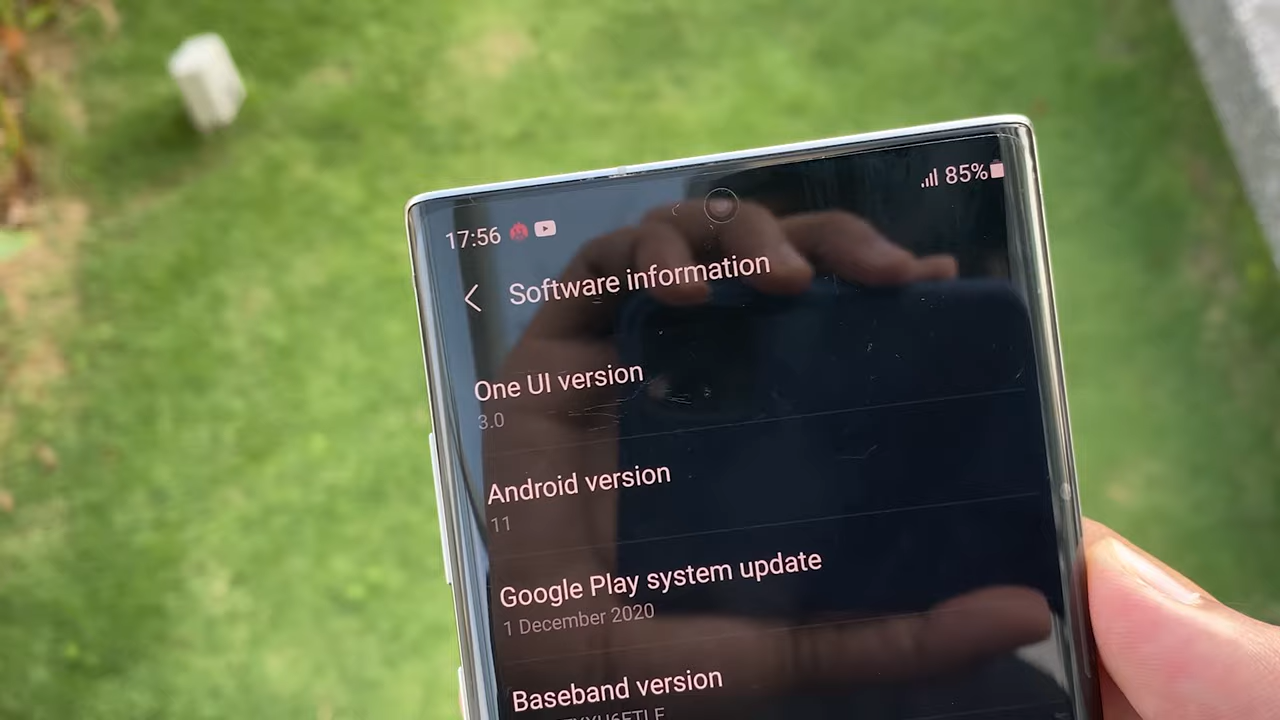 17:56
85%
Software information
One UI version
3.0
Android version
11
Google Play system update
1 December 2020
Baseband version